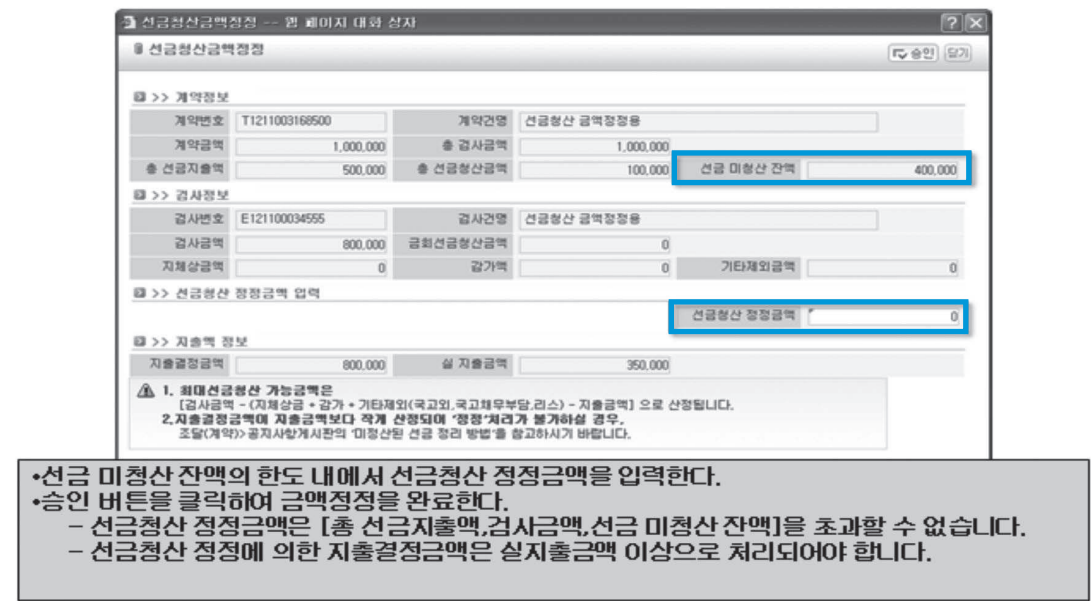 선금청산금액정정 -- 웹 페이지 대화 상자
선금청산금액정정 승인 닫기
>> 계약정보
계약번호 T1211003168500 계약건명 선금청산 금액정정용
계약금액 1,000,000 총 검사금액 1,000,000
총 선금지출액 500,000 총 선금청산금액 100,000 선금 미청산 잔액 400,000
>> 검사정보
검사번호 E121100034555 검사건명 선금청산 금액정정용
검사금액 800,000 금회선금청산금액 0
지체상금액 0 감가액 0 기타제외금액 0
>> 선금청산 정정금액 입력
선금청산 정정금액 0
>> 지출액 정보
지출결정금액 800,000 실 지출금액 350,000
1. 최대선금청산 가능금액은
[검사금액 - (지체상금 + 감가 + 기타제외(국고외,국고채무부담,리스) - 지출금액] 으로 산정됩니다.
2.지출결정금액이 지출금액보다 작게 산정되어 '정정'처리가 불가하실 경우,
조달(계약)>공지사항게시판의 '미정산된 선금 정리 방법'을 참고하시기 바랍니다.
•선금 미청산 잔액의 한도 내에서 선금청산 정정금액을 입력한다.
•승인 버튼을 클릭하여 금액정정을 완료한다.
– 선금청산 정정금액은 [총 선금지출액,검사금액,선금 미청산 잔액]을 초과할 수 없습니다.
– 선금청산 정정에 의한 지출결정금액은 실지출금액 이상으로 처리되어야 합니다.